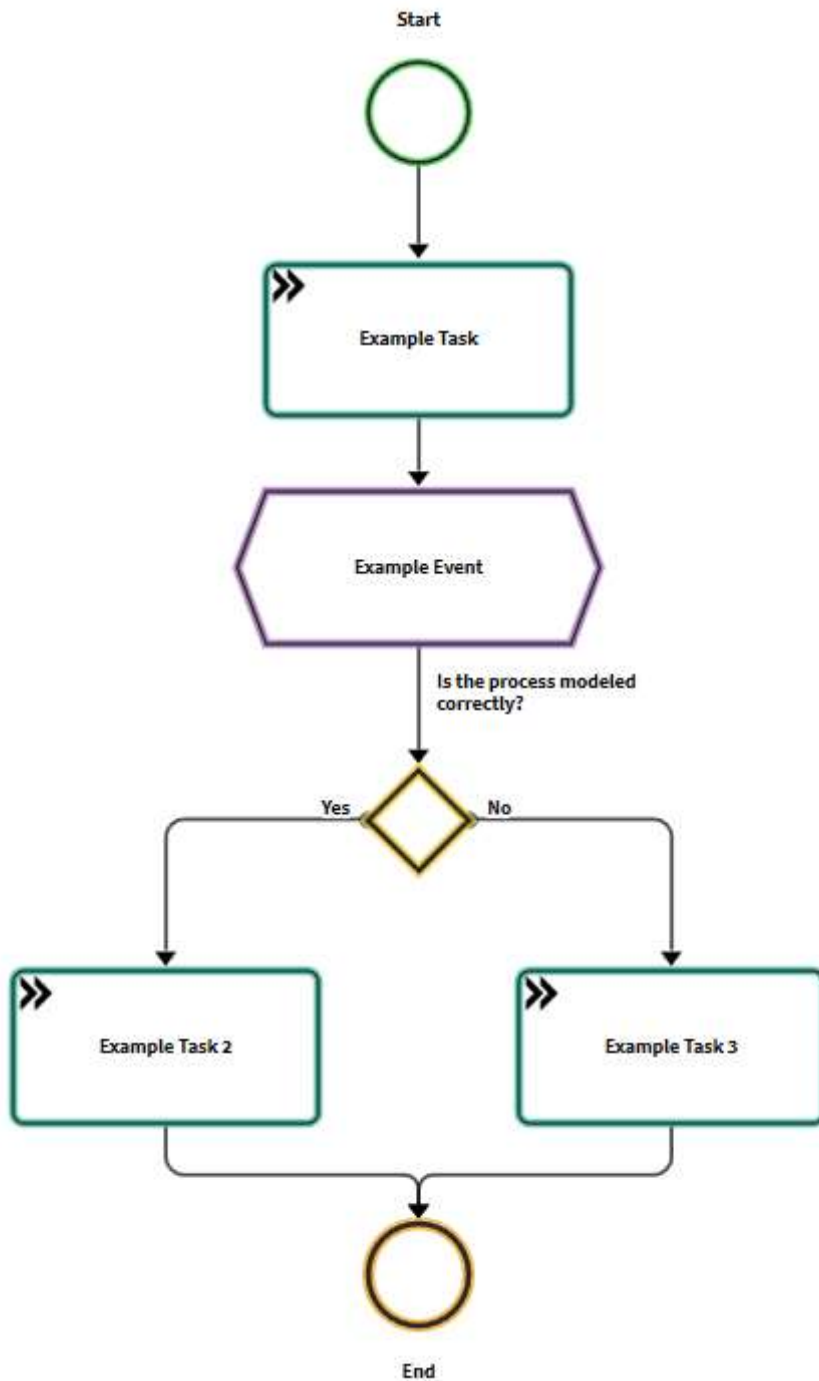 Start
Example Task
Example Event
Is the process modeled
correctly?
Yes
No
Example Task 2
Example Task 3
End